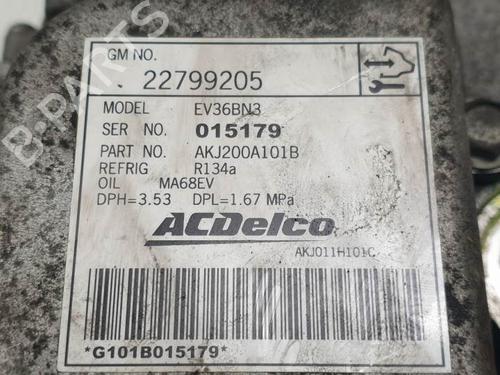 GM NO.
22799205
MODEL EV36BN3
SER NO. 015179
PART NO. AKJ200A101B
REFRIG R134a
OIL MA68EV
DPH=3.53 DPL=1.67 MPa
ACDelco
AKJ011H101C
*G101B015179*
B-PARTS